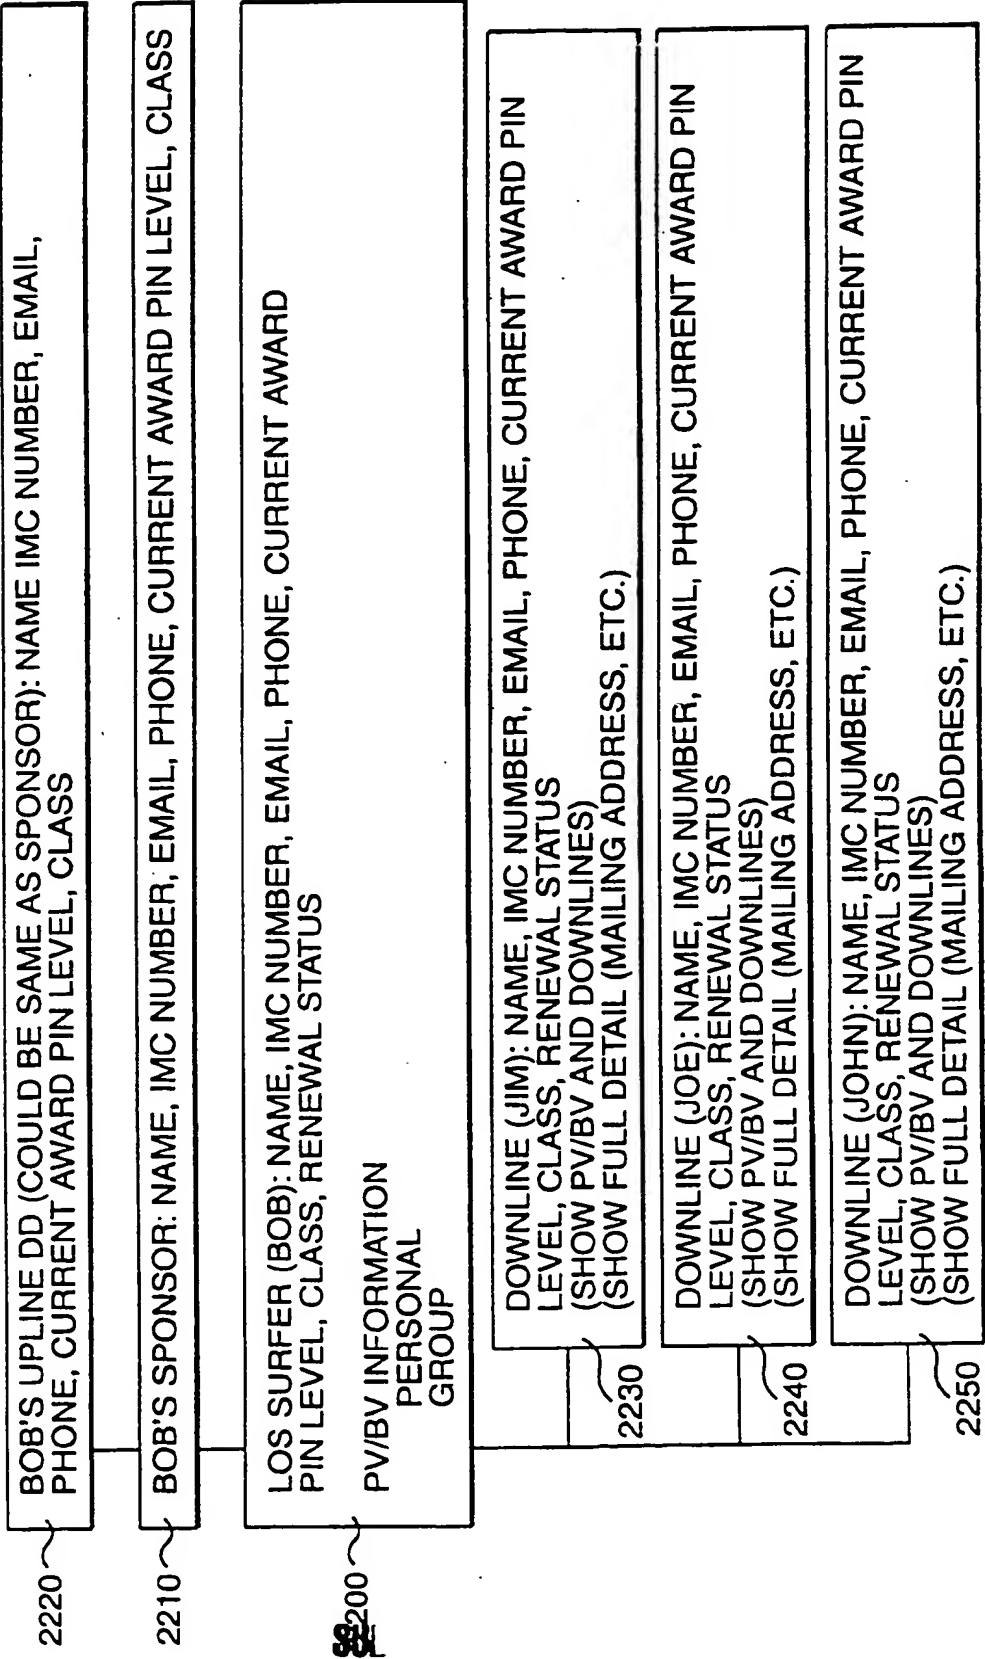 BOB'S UPLINE DD (COULD BE SAME AS SPONSOR): NAME IMC NUMBER, EMAIL,
PHONE, CURRENT AWARD PIN LEVEL, CLASS
2220
BOB'S SPONSOR: NAME, IMC NUMBER, EMAIL, PHONE, CURRENT AWARD PIN LEVEL, CLASS
2210
LOS SURFER (BOB): NAME, IMC NUMBER, EMAIL, PHONE, CURRENT AWARD
PIN LEVEL, CLASS, RENEWAL STATUS
PV/BV INFORMATION
PERSONAL
GROUP
DOWNLINE (JIM): NAME, IMC NUMBER, EMAIL, PHONE, CURRENT AWARD PIN
LEVEL, CLASS, RENEWAL STATUS
(SHOW PV/BV AND DOWNLINES)
(SHOW FULL DETAIL (MAILING ADDRESS, ETC.)
2230
DOWNLINE (JOE): NAME, IMC NUMBER, EMAIL, PHONE, CURRENT AWARD PIN
LEVEL, CLASS, RENEWAL STATUS
(SHOW PV/BV AND DOWNLINES)
(SHOW FULL DETAIL (MAILING ADDRESS, ETC.)
2240
DOWNLINE (JOHN): NAME, IMC NUMBER, EMAIL, PHONE, CURRENT AWARD PIN
LEVEL, CLASS, RENEWAL STATUS
(SHOW PV/BV AND DOWNLINES)
(SHOW FULL DETAIL (MAILING ADDRESS, ETC.)
2250